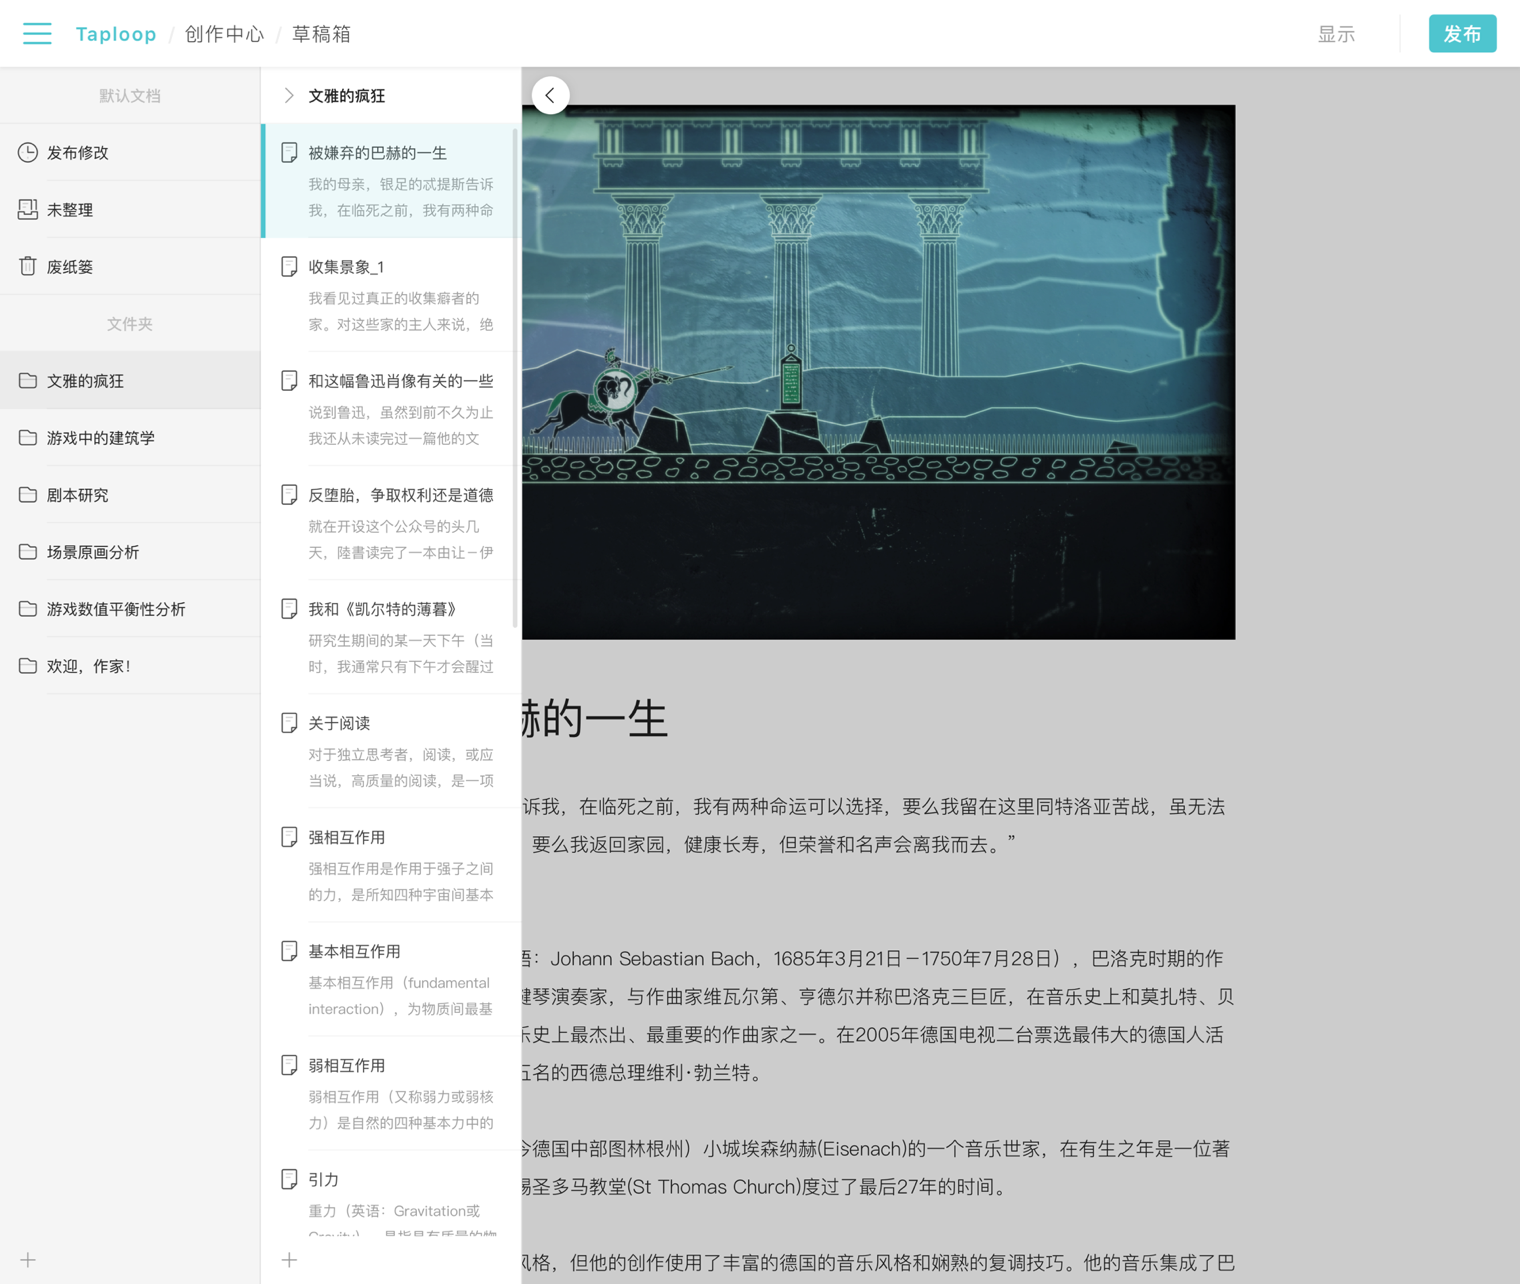 Taploop / 创作中心 / 草稿箱
显示
发布
默认文档
发布修改
未整理
废纸篓
文件夹
文雅的疯狂
游戏中的建筑学
剧本研究
场景原画分析
游戏数值平衡性分析
欢迎，作家！
文雅的疯狂
被嫌弃的巴赫的一生
我的母亲，银足的忒提斯告诉
我，在临死之前，我有两种命
收集景象_1
我看见过真正的收集癖者的
家。对这些家的主人来说，绝
和这幅鲁迅肖像有关的一些
说到鲁迅，虽然到前不久为止
我还从未读完过一篇他的文
反堕胎，争取权利还是道德
就在开设这个公众号的头几
天，陸書读完了一本由让－伊
我和《凯尔特的薄暮》
研究生期间的某一天下午（当
时，我通常只有下午才会醒过
关于阅读
对于独立思考者，阅读，或应
当说，高质量的阅读，是一项
强相互作用
强相互作用是作用于强子之间
的力，是所知四种宇宙间基本
基本相互作用
基本相互作用（fundamental
interaction），为物质间最基
弱相互作用
弱相互作用（又称弱力或弱核
力）是自然的四种基本力中的
引力
重力（英语：Gravitation或
赫的一生
诉我，在临死之前，我有两种命运可以选择，要么我留在这里同特洛亚苦战，虽无法
，要么我返回家园，健康长寿，但荣誉和名声会离我而去。”
语：Johann Sebastian Bach，1685年3月21日－1750年7月28日），巴洛克时期的作
键琴演奏家，与作曲家维瓦尔第、亨德尔并称巴洛克三巨匠，在音乐史上和莫扎特、贝
乐史上最杰出、最重要的作曲家之一。在2005年德国电视二台票选最伟大的德国人活
五名的西德总理维利·勃兰特。
今德国中部图林根州）小城埃森纳赫(Eisenach)的一个音乐世家，在有生之年是一位著
锡圣多马教堂(St Thomas Church)度过了最后27年的时间。
风格，但他的创作使用了丰富的德国的音乐风格和娴熟的复调技巧。他的音乐集成了巴